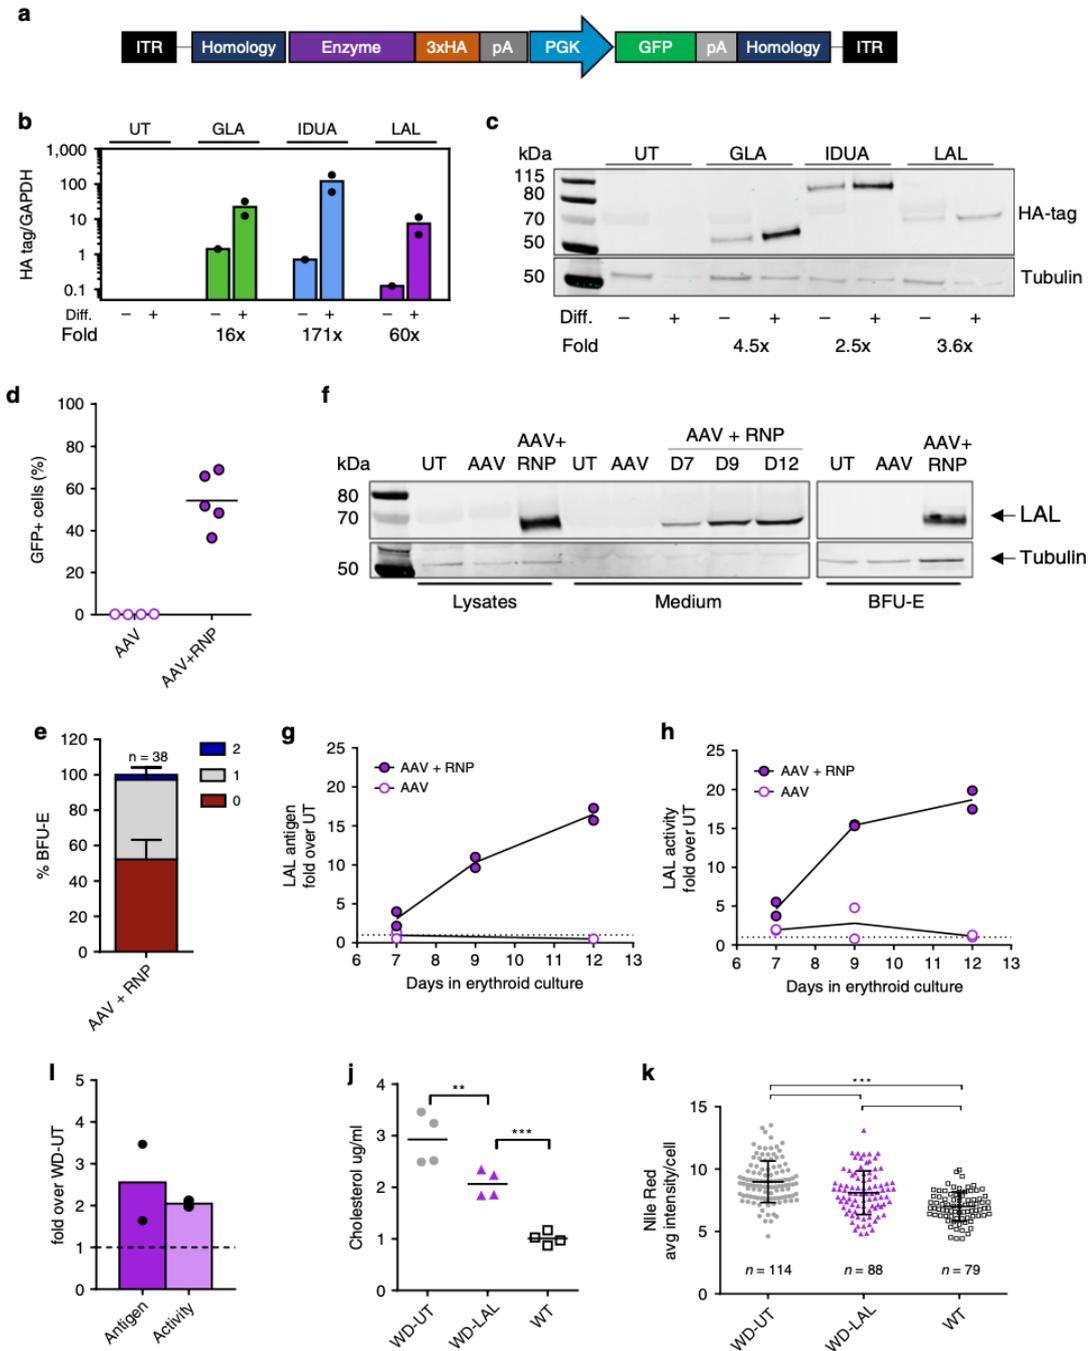 a
ITR Homology Enzyme 3xHA pA PGK GFP pA Homology ITR
b
UT GLA IDUA LAL
HA tag/GAPDH
1,000
100
10
1
0.1
Diff. – + – + – + – +
Fold 16x 171x 60x
c
kDa UT GLA IDUA LAL
115
80
70
50
50
HA-tag
Tubulin
Diff. – + – + – + – +
Fold 4.5x 2.5x 3.6x
d
GFP+ cells (%)
100
80
60
40
20
0
AAV AAV+RNP
f
kDa UT AAV AAV+ RNP UT AAV AAV + RNP D7 D9 D12 UT AAV AAV+ RNP
80
70
50
LAL
Tubulin
Lysates Medium BFU-E
e
% BFU-E
120
100
80
60
40
20
0
n = 38
2
1
0
AAV + RNP
g
LAL antigen
fold over UT
25
20
15
10
5
0
AAV + RNP
AAV
6 7 8 9 10 11 12 13
Days in erythroid culture
h
LAL activity
fold over UT
25
20
15
10
5
0
AAV + RNP
AAV
6 7 8 9 10 11 12 13
Days in erythroid culture
l
fold over WD-UT
5
4
3
2
1
0
Antigen Activity
j
Cholesterol ug/ml
4
3
2
1
0
**
***
WD-UT WD-LAL WT
k
Nile Red
avg intensity/cell
15
10
5
0
***
n = 114 n = 88 n = 79
WD-UT WD-LAL WT